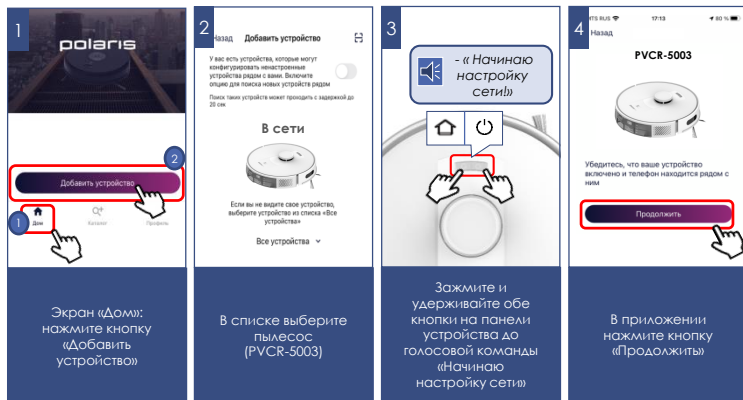 1
polaris
2
Добавить устройство
1
Дом
Каталог
Профиль
Экран «Дом»:
нажмите кнопку
«Добавить
устройство»
2
Назад
Добавить устройство
У вас есть устройства, которые могут
конфигурировать ненастроенные
устройства рядом с вами. Включите
опцию для поиска новых устройств рядом
Поиск таких устройств может проходить с задержкой до
20 сек
В сети
Если вы не видите свое устройство,
выберите устройство из списка «Все
устройства»
Все устройства
В списке выберите
пылесос
(PVCR-5003)
3
- « Начинаю
настройку
сети!»
Зажмите и
удерживайте обе
кнопки на панели
устройства до
голосовой команды
«Начинаю
настройку сети»
4
MTS RUS 17:13 80 %
Назад
PVCR-5003
Убедитесь, что ваше устройство
включено и телефон находится рядом с
ним
Продолжить
В приложении
нажмите кнопку
«Продолжить»